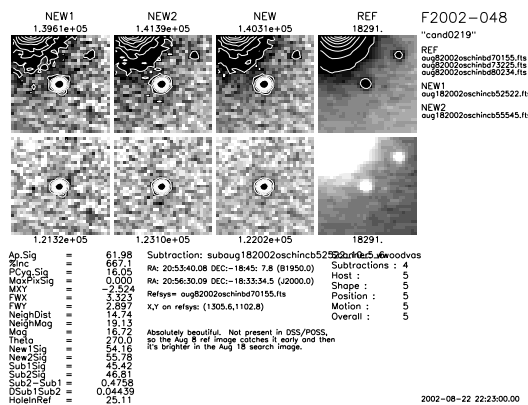 NEW1 NEW2 NEW REF F2002-048
1.3961e+05 1.4139e+05 1.4031e+05 18291.
"cand0219"
REF
aug82002oschinbd70155.fts
aug82002oschinbd73225.fts
aug82002oschinbd80234.fts
NEW1
aug182002oschincb52522.fts
NEW2
aug182002oschincb55545.fts
1.2132e+05 1.2310e+05 1.2202e+05 18291.
Ap.Sig = 61.98
%Inc = 667.1
PCyg.Sig = 16.05
MaxPixSig = 0.000
MXY = -2.524
FWX = 3.323
FWY = 2.897
NeighDist = 14.74
NeighMag = 19.13
Mag = 16.72
Theta = 270.0
New1Sig = 54.16
New2Sig = 55.78
Sub1Sig = 45.42
Sub2Sig = 46.81
Sub2-Sub1 = 0.4758
DSub1Sub2 = 0.04439
HoleInRef = 25.11
Subtraction:
RA: 20:53:40.08 DEC:-18:45: 7.8 (B1950.0)
RA: 20:56:30.09 DEC:-18:33:34.5 (J2000.0)
Refsys= aug82002oschinbd70155.fts
X,Y on refsys: (1305.6,1102.8)
Absolutely beautiful. Not present in DSS/POSS,
so the Aug 8 ref image catches it early and then
it's brighter in the Aug 18 search image.
Subtractions : 4
Host : 5
Shape : 5
Position : 5
Motion : 5
Overall : 5
2002-08-22 22:23:00.00